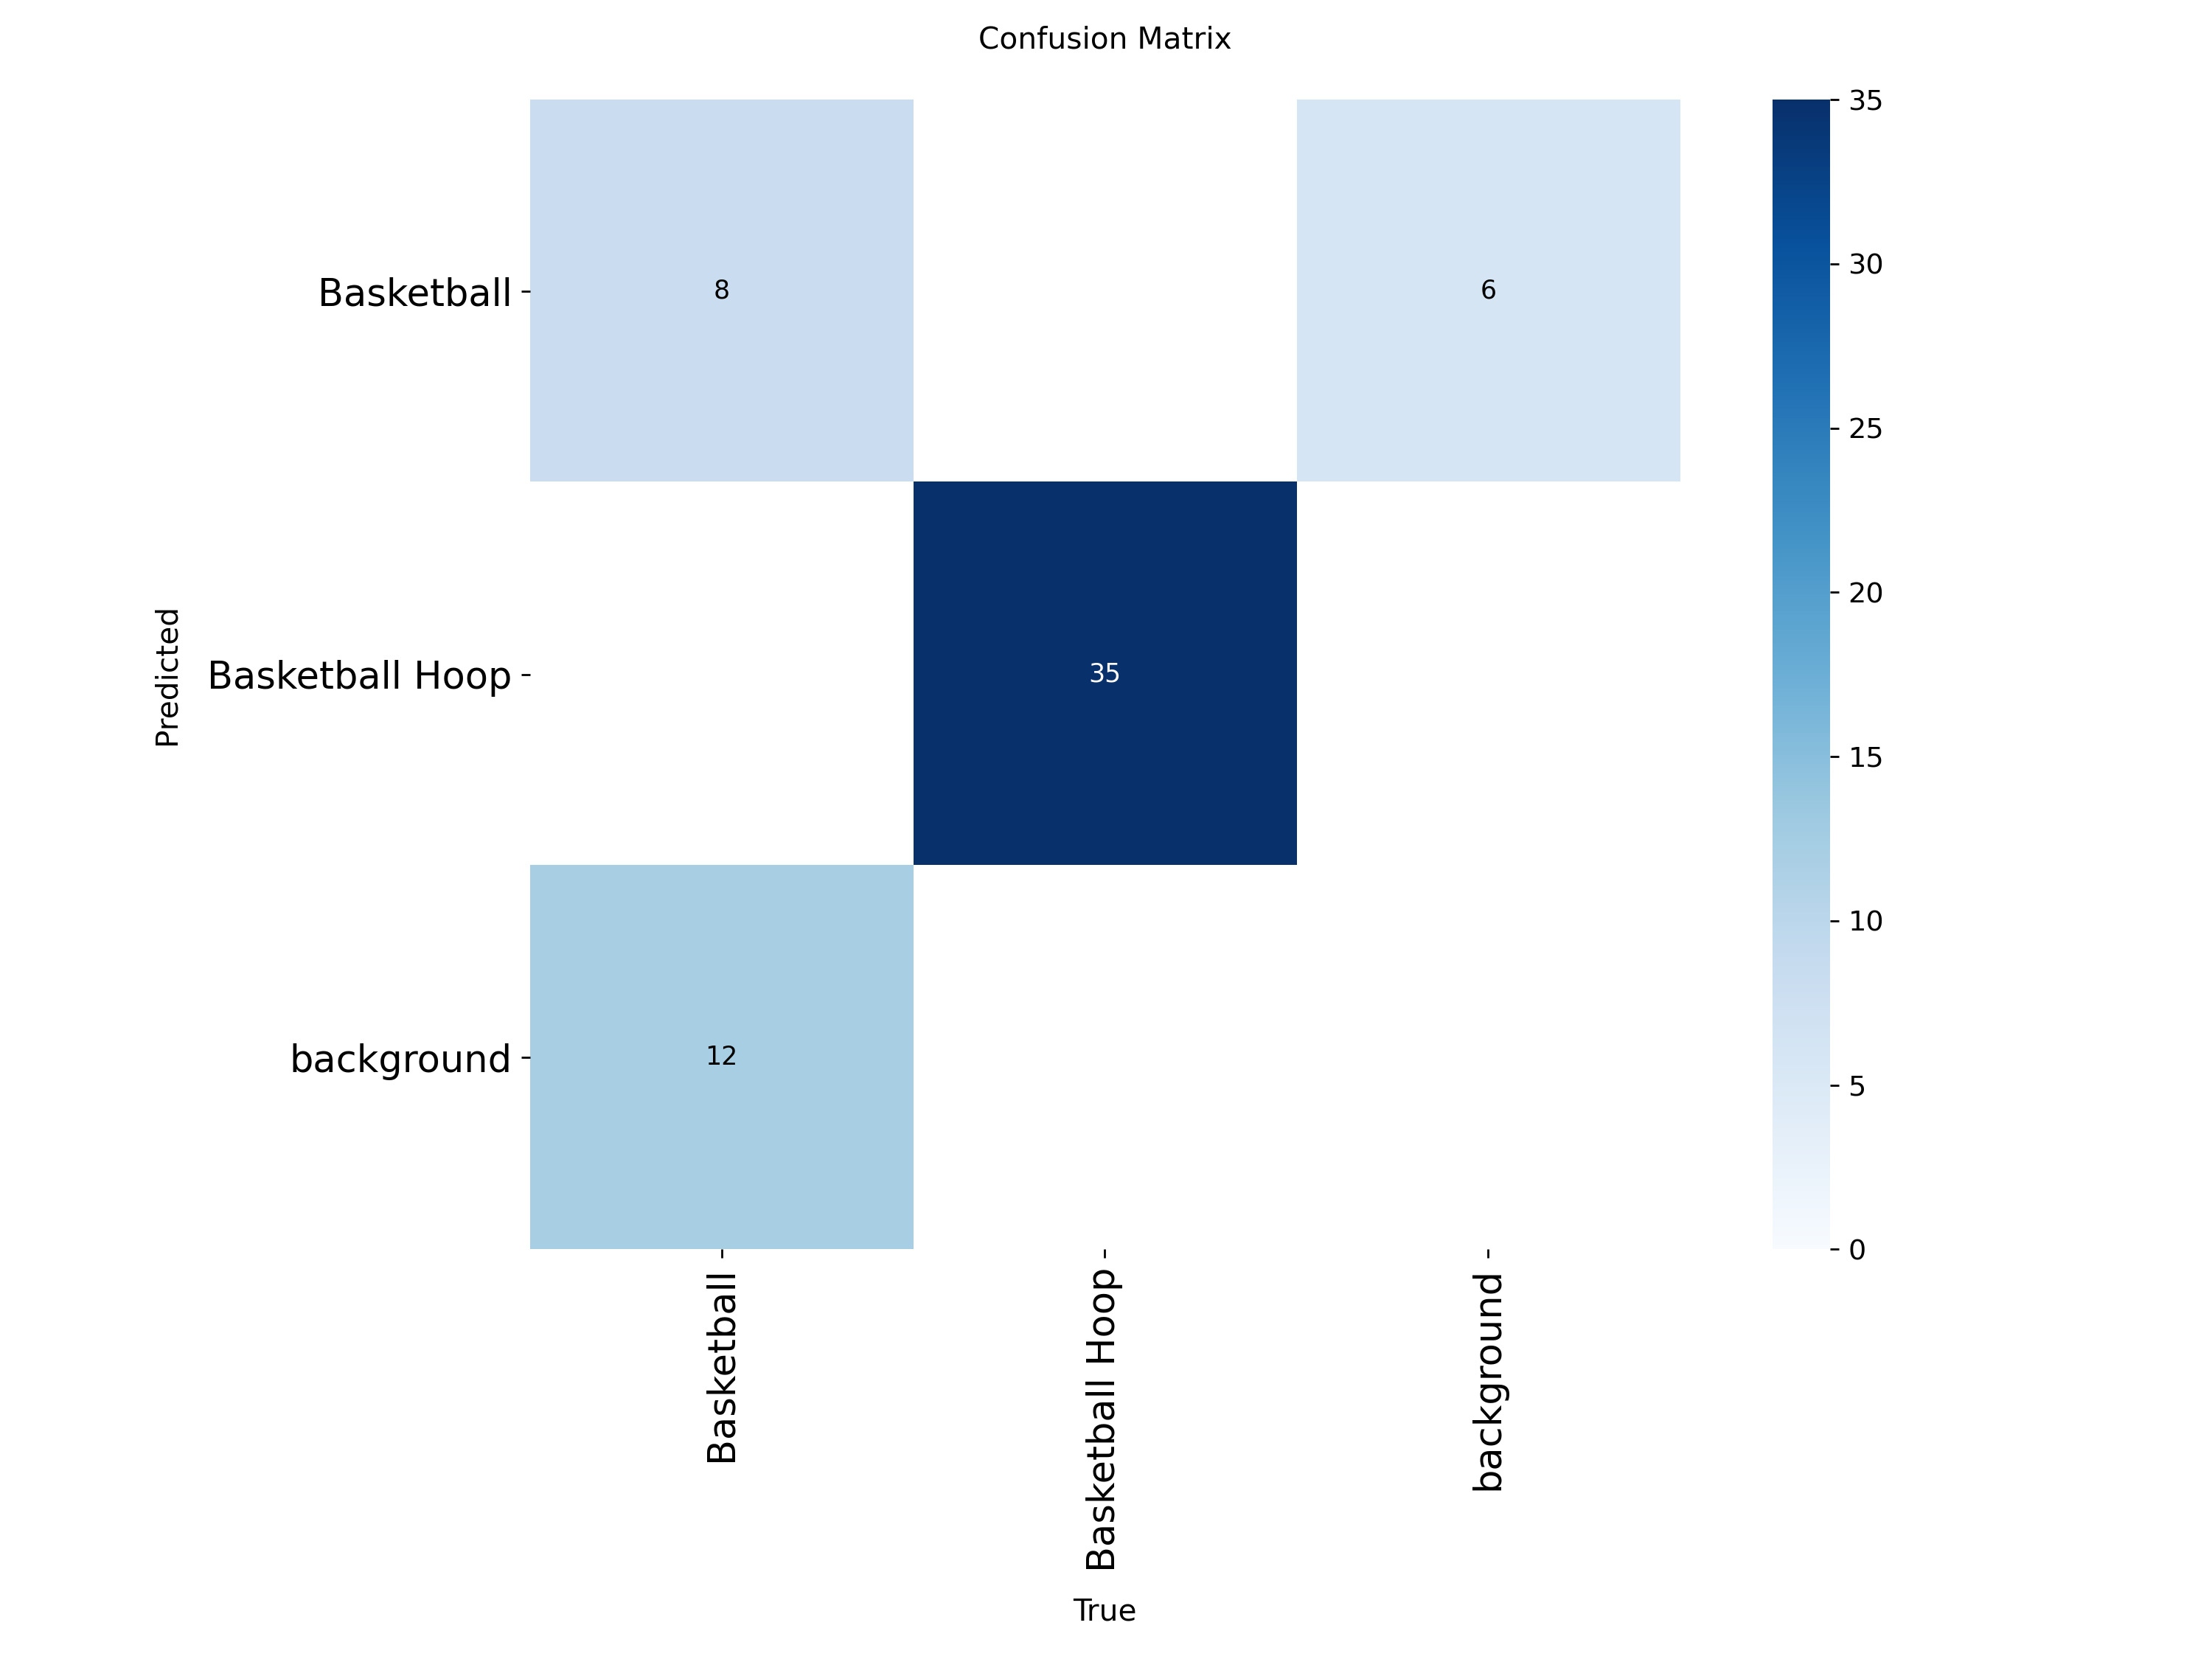 Confusion Matrix
Predicted
Basketball
Basketball Hoop
background
8
6
35
12
35
30
25
20
15
10
5
0
Basketball
Basketball Hoop
background
True